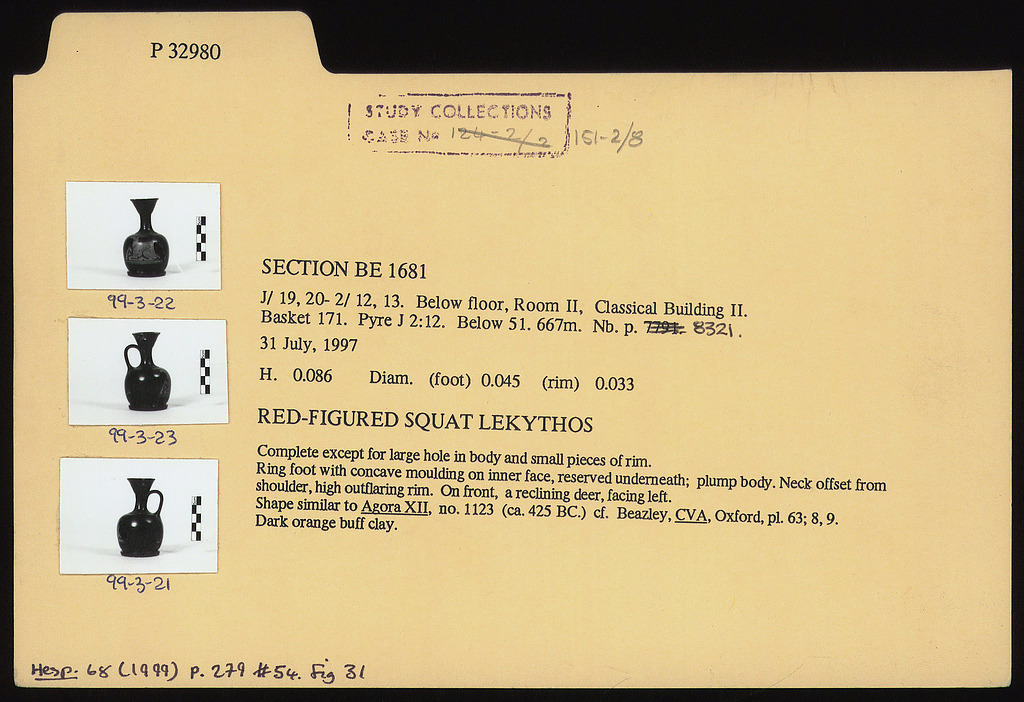 P 32980
STUDY COLLECTIONS
CASE No 124-2/2 151-2/8
99-3-22
99-3-23
99-3-21
SECTION BE 1681
J/ 19, 20- 2/ 12, 13. Below floor, Room II, Classical Building II.
Basket 171. Pyre J 2:12. Below 51. 667m. Nb. p. 8321.
31 July, 1997
H. 0.086 Diam. (foot) 0.045 (rim) 0.033
RED-FIGURED SQUAT LEKYTHOS
Complete except for large hole in body and small pieces of rim.
Ring foot with concave moulding on inner face, reserved underneath; plump body. Neck offset from
shoulder, high outflaring rim. On front, a reclining deer, facing left.
Shape similar to Agora XII, no. 1123 (ca. 425 BC.) cf. Beazley, CVA, Oxford, pl. 63; 8, 9.
Dark orange buff clay.
Hesp. 68 (1999) p. 279 #54. Fig 31